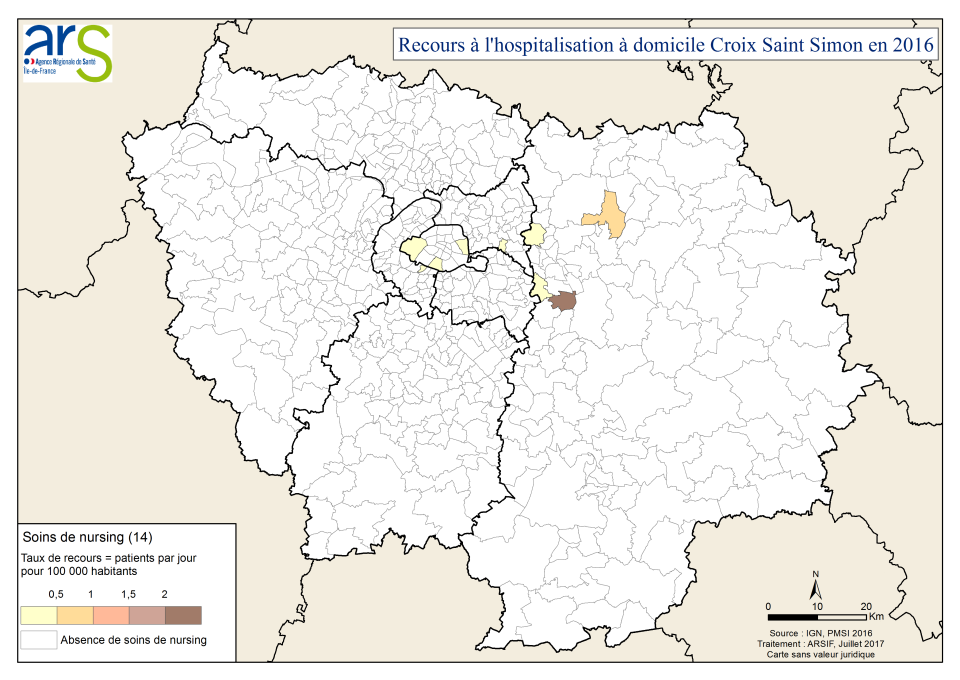 ars
Agence Régionale de Santé
Île-de-France
Recours à l'hospitalisation à domicile Croix Saint Simon en 2016
Soins de nursing (14)
Taux de recours = patients par jour
pour 100 000 habitants
0,5 1 1,5 2
Absence de soins de nursing
N
0 10 20
Km
Source : IGN, PMSI 2016
Traitement : ARSIF, Juillet 2017
Carte sans valeur juridique